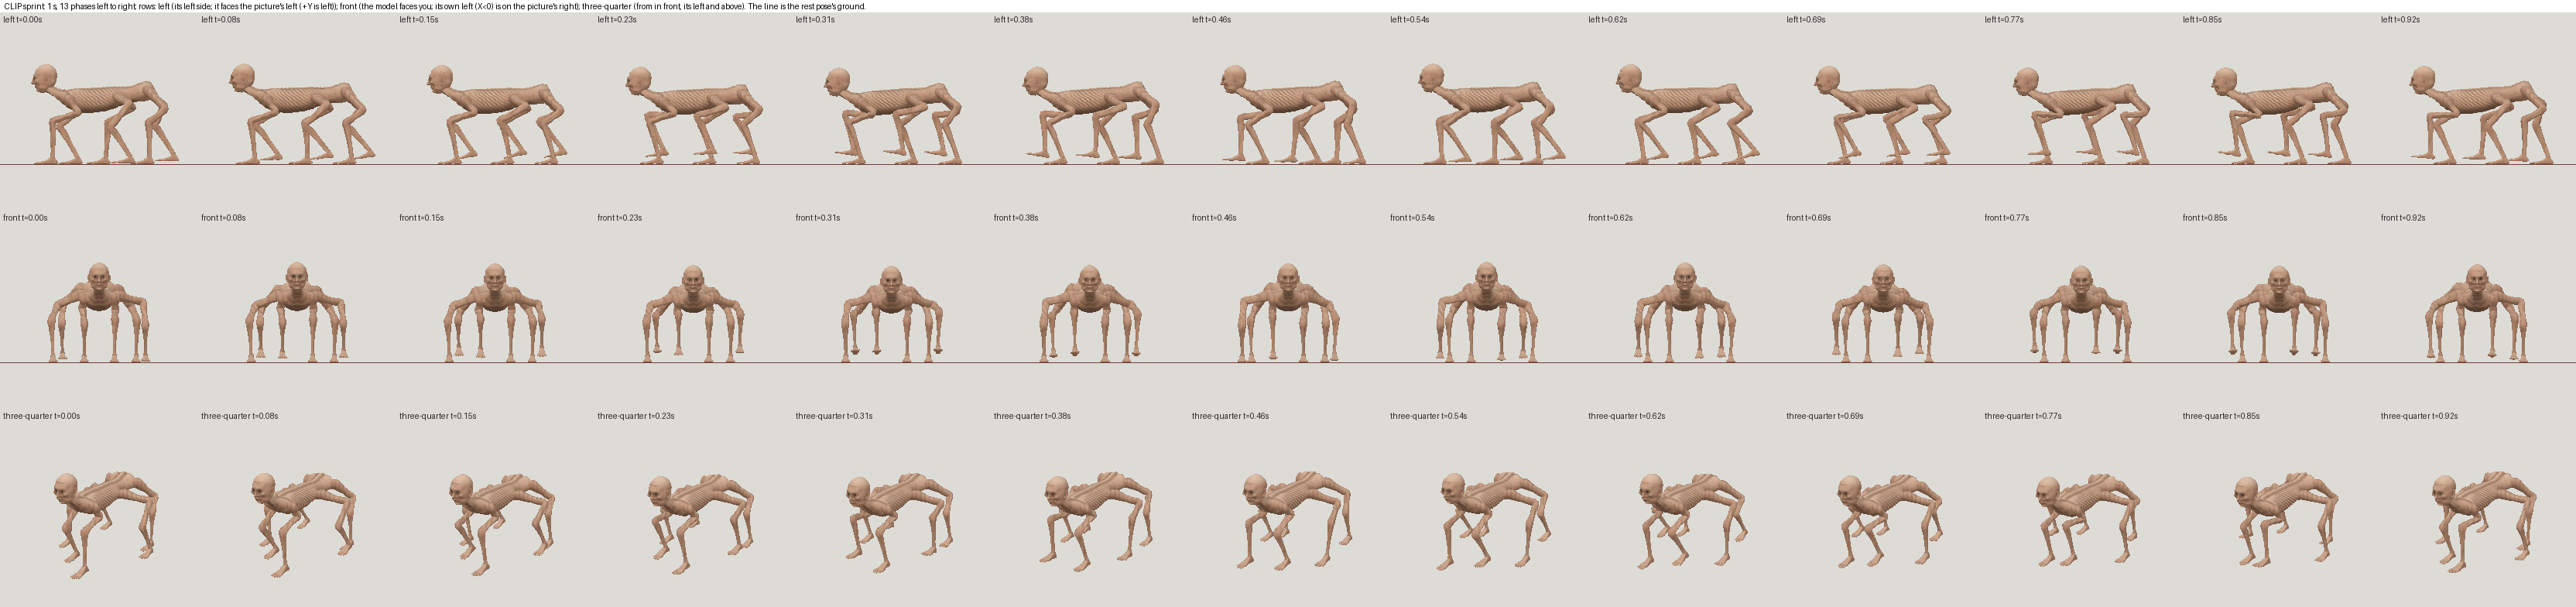 CLIP sprint: 1 s, 13 phases left to right; rows: left (its left side; it faces the picture's left (+Y is left)); front (the model faces you; its own left (X<0) is on the picture's right); three-quarter (from in front, its left and above). The line is the rest pose's ground.
left t=0.00s left t=0.08s left t=0.15s left t=0.23s left t=0.31s left t=0.38s left t=0.46s left t=0.54s left t=0.62s left t=0.69s left t=0.77s left t=0.85s left t=0.92s
front t=0.00s front t=0.08s front t=0.15s front t=0.23s front t=0.31s front t=0.38s front t=0.46s front t=0.54s front t=0.62s front t=0.69s front t=0.77s front t=0.85s front t=0.92s
three-quarter t=0.00s three-quarter t=0.08s three-quarter t=0.15s three-quarter t=0.23s three-quarter t=0.31s three-quarter t=0.38s three-quarter t=0.46s three-quarter t=0.54s three-quarter t=0.62s three-quarter t=0.69s three-quarter t=0.77s three-quarter t=0.85s three-quarter t=0.92s